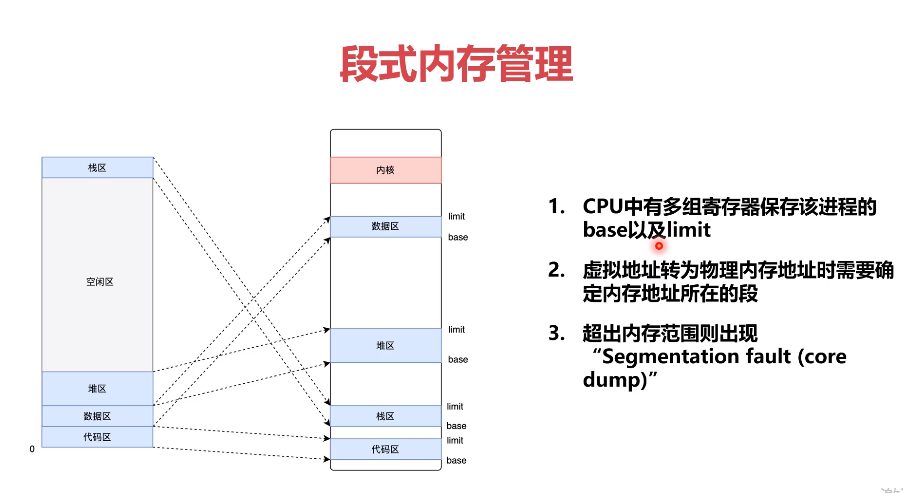 段式内存管理
栈区
空闲区
堆区
数据区
代码区
0
内核
limit
数据区
base
limit
堆区
base
limit
栈区
base
limit
代码区
base
1. CPU中有多组寄存器保存该进程的
base以及limit
2. 虚拟地址转为物理内存地址时需要确
定内存地址所在的段
3. 超出内存范围则出现
“Segmentation fault (core
dump)”